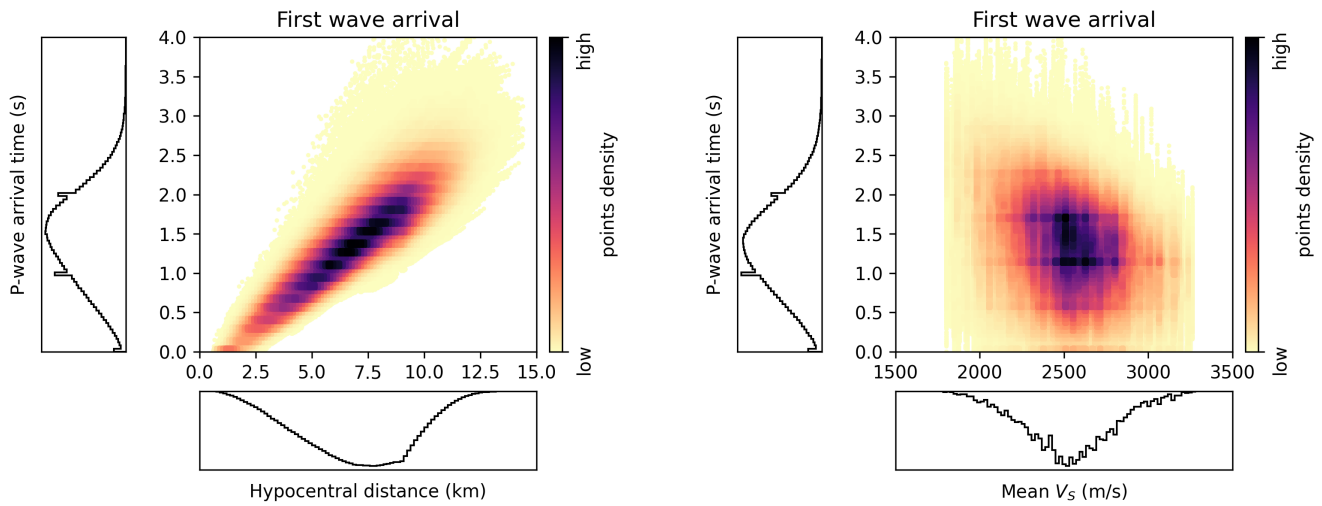 First wave arrival
4.0
3.5
3.0
2.5
2.0
1.5
1.0
0.5
0.0
P-wave arrival time (s)
0.0 2.5 5.0 7.5 10.0 12.5 15.0
Hypocentral distance (km)
high
points density
low
First wave arrival
4.0
3.5
3.0
2.5
2.0
1.5
1.0
0.5
0.0
P-wave arrival time (s)
1500 2000 2500 3000 3500
Mean V_S (m/s)
high
points density
low